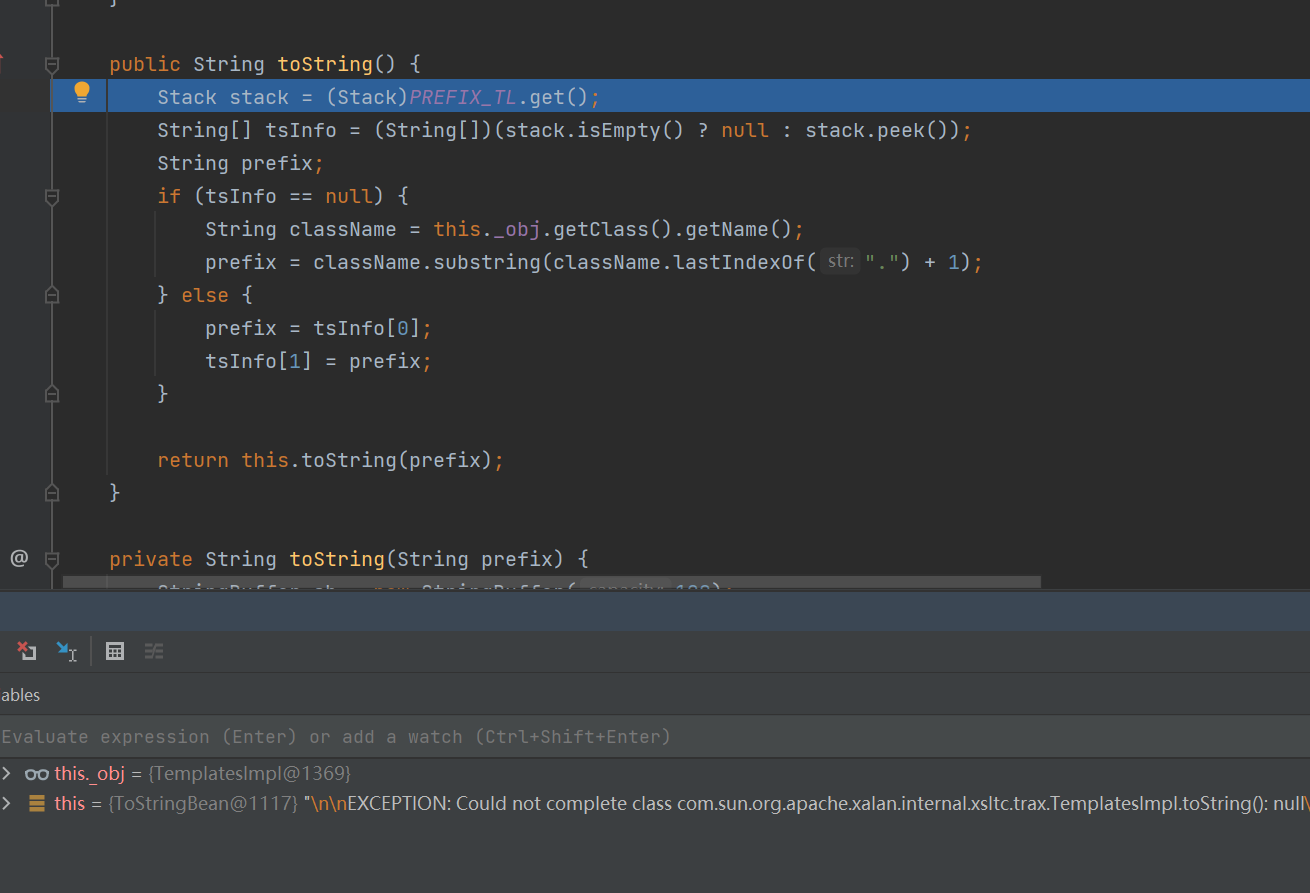 }
public String toString() {
Stack stack = (Stack)PREFIX_TL.get();
String[] tsInfo = (String[])(stack.isEmpty() ? null : stack.peek());
String prefix;
if (tsInfo == null) {
String className = this._obj.getClass().getName();
prefix = className.substring(className.lastIndexOf( str: ".") + 1);
} else {
prefix = tsInfo[0];
tsInfo[1] = prefix;
}
return this.toString(prefix);
}
@ private String toString(String prefix) {
ables
Evaluate expression (Enter) or add a watch (Ctrl+Shift+Enter)
this._obj = {TemplatesImpl@1369}
this = {ToStringBean@1117} "\n\nEXCEPTION: Could not complete class com.sun.org.apache.xalan.internal.xsltc.trax.TemplatesImpl.toString(): null\